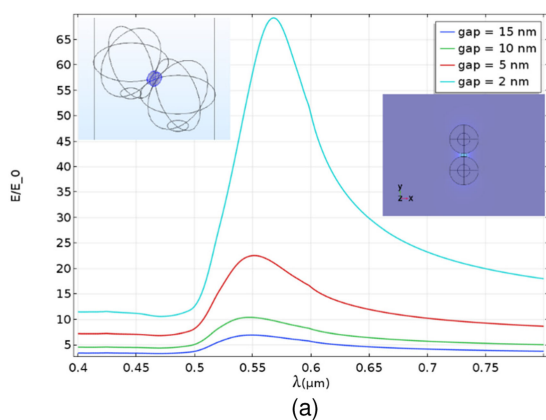 65
60
55
50
45
40
35
30
25
20
15
10
5
E/E_0
gap = 15 nm
gap = 10 nm
gap = 5 nm
gap = 2 nm
y
z x
0.4 0.45 0.5 0.55 0.6 0.65 0.7 0.75
λ(μm)
(a)